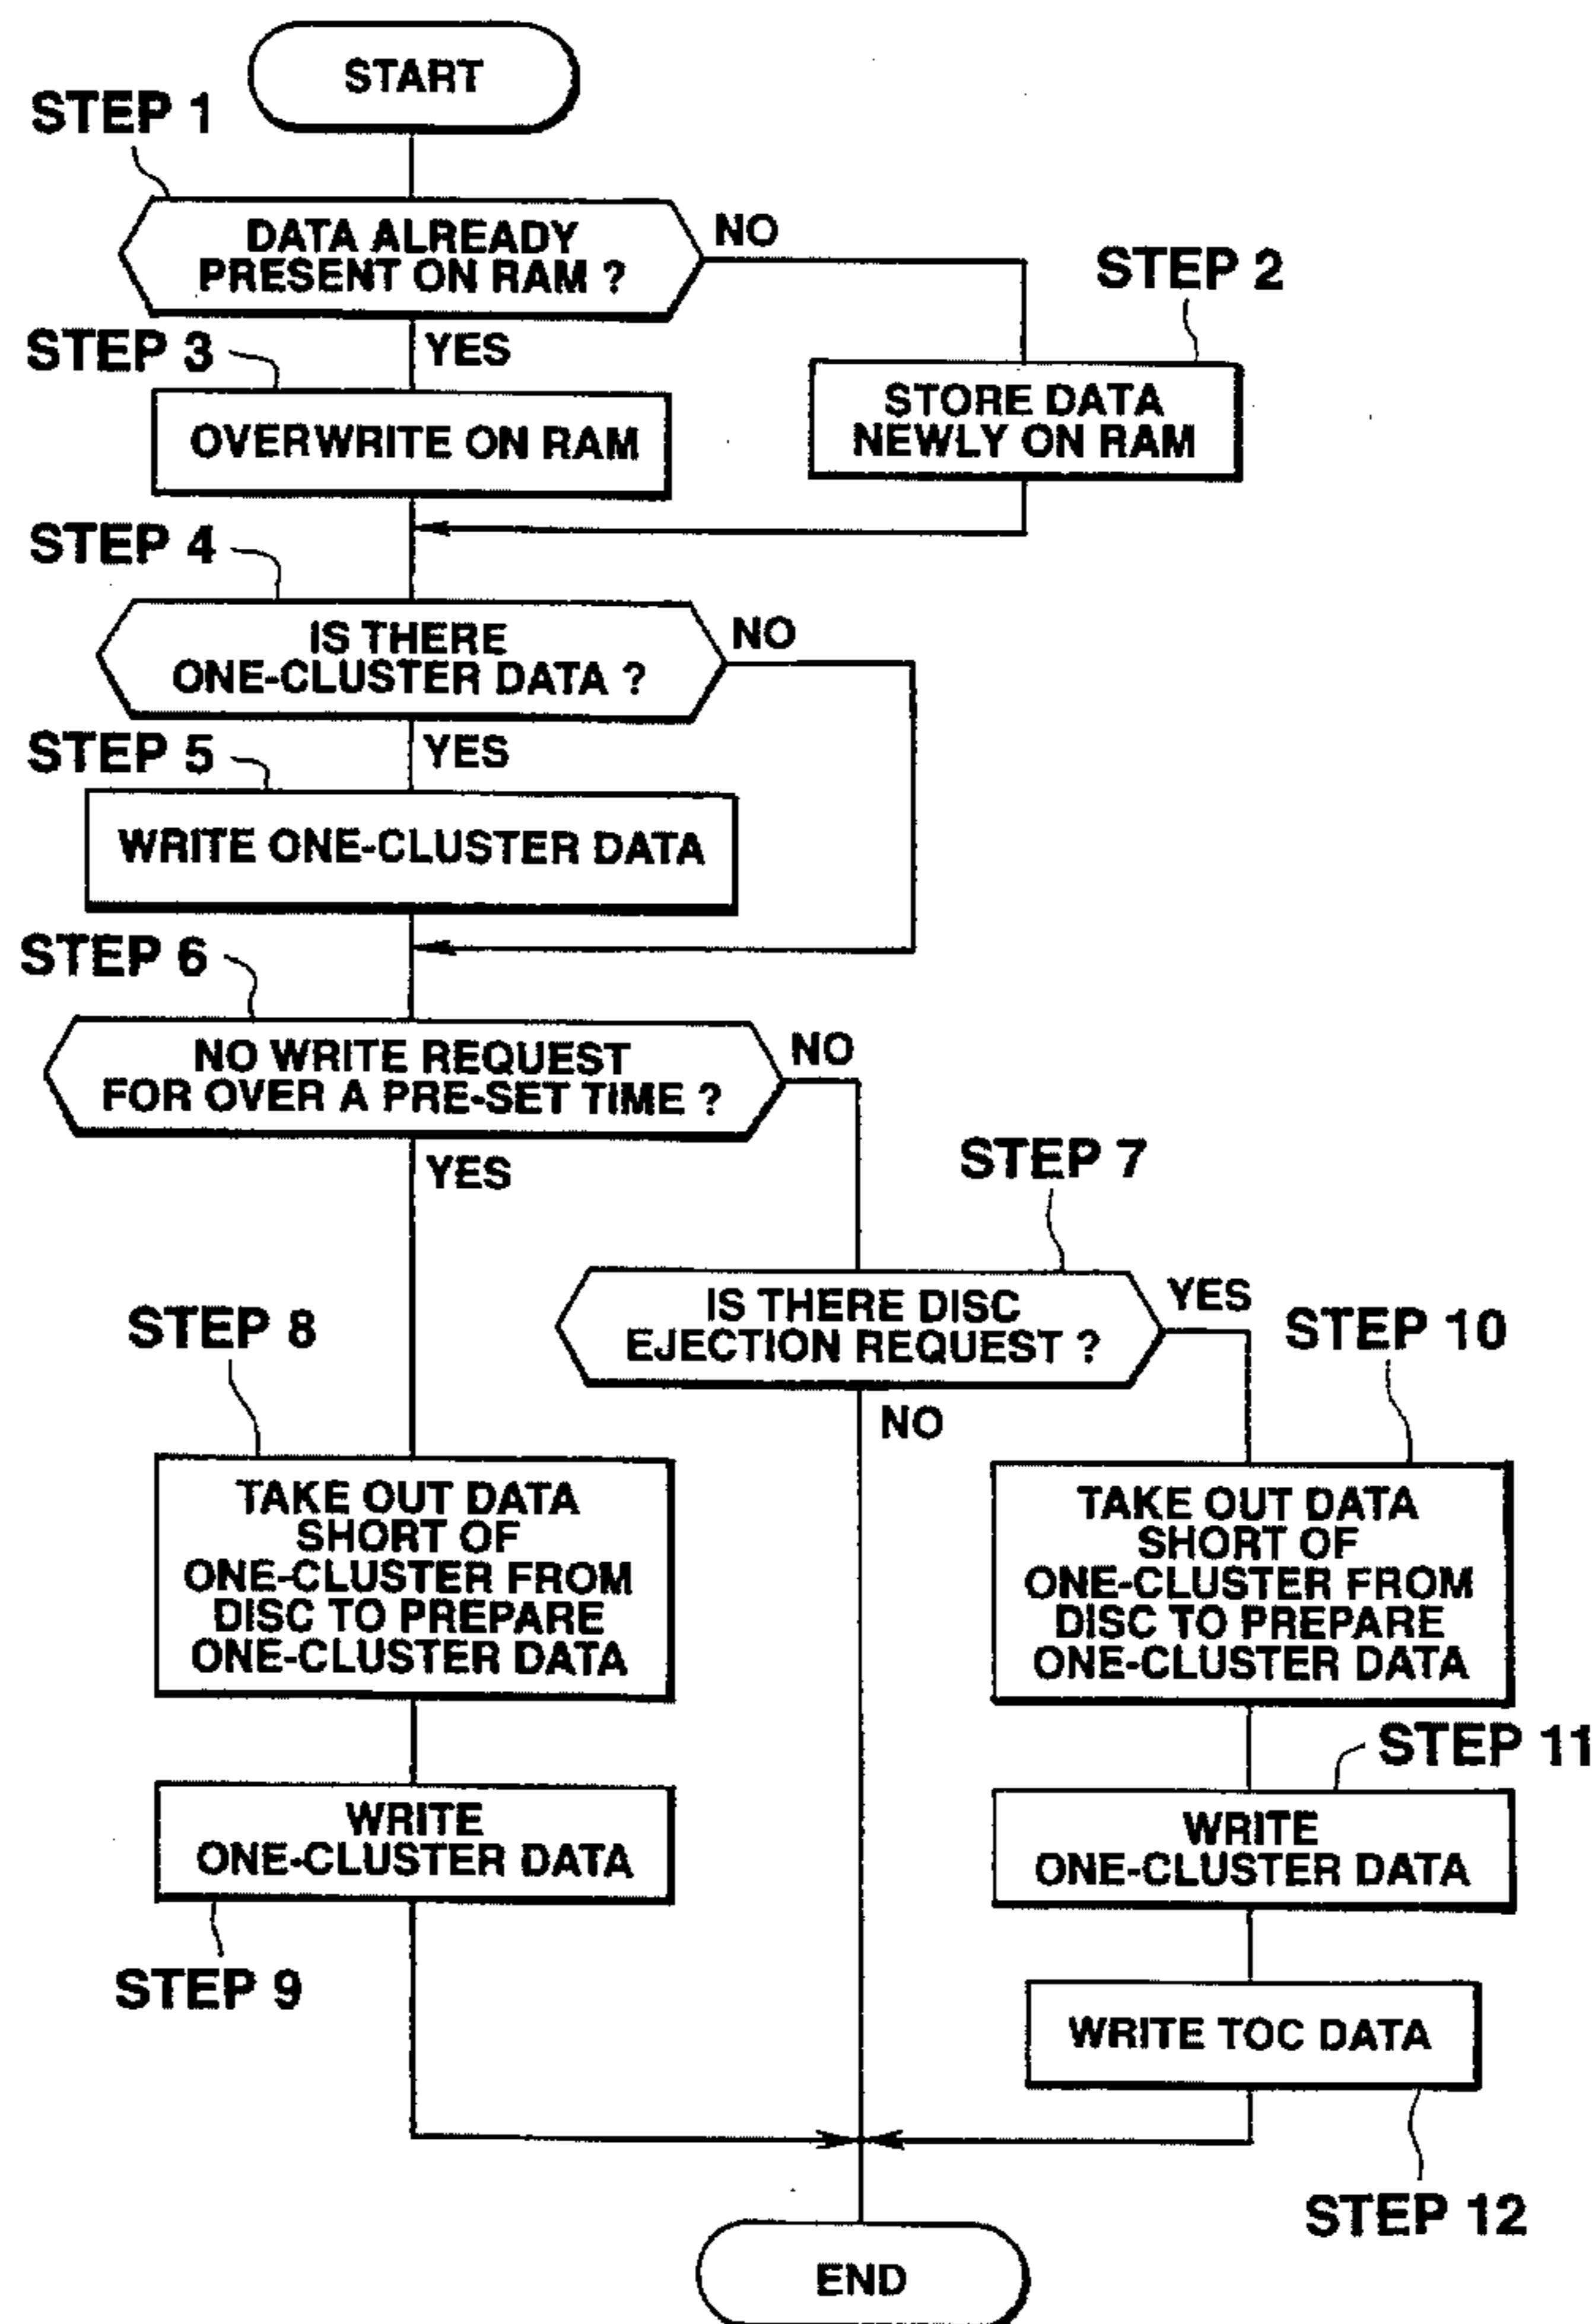 START
STEP 1
DATA ALREADY
PRESENT ON RAM ?
NO
STEP 2
YES
STEP 3
STORE DATA
NEWLY ON RAM
OVERWRITE ON RAM
STEP 4
IS THERE
ONE-CLUSTER DATA ?
NO
YES
STEP 5
WRITE ONE-CLUSTER DATA
STEP 6
NO WRITE REQUEST
FOR OVER A PRE-SET TIME ?
NO
YES
STEP 7
IS THERE DISC
EJECTION REQUEST ?
YES
NO
STEP 8
STEP 10
TAKE OUT DATA
SHORT OF
ONE-CLUSTER FROM
DISC TO PREPARE
ONE-CLUSTER DATA
TAKE OUT DATA
SHORT OF
ONE-CLUSTER FROM
DISC TO PREPARE
ONE-CLUSTER DATA
STEP 11
WRITE
ONE-CLUSTER DATA
WRITE
ONE-CLUSTER DATA
STEP 9
WRITE TOC DATA
STEP 12
END